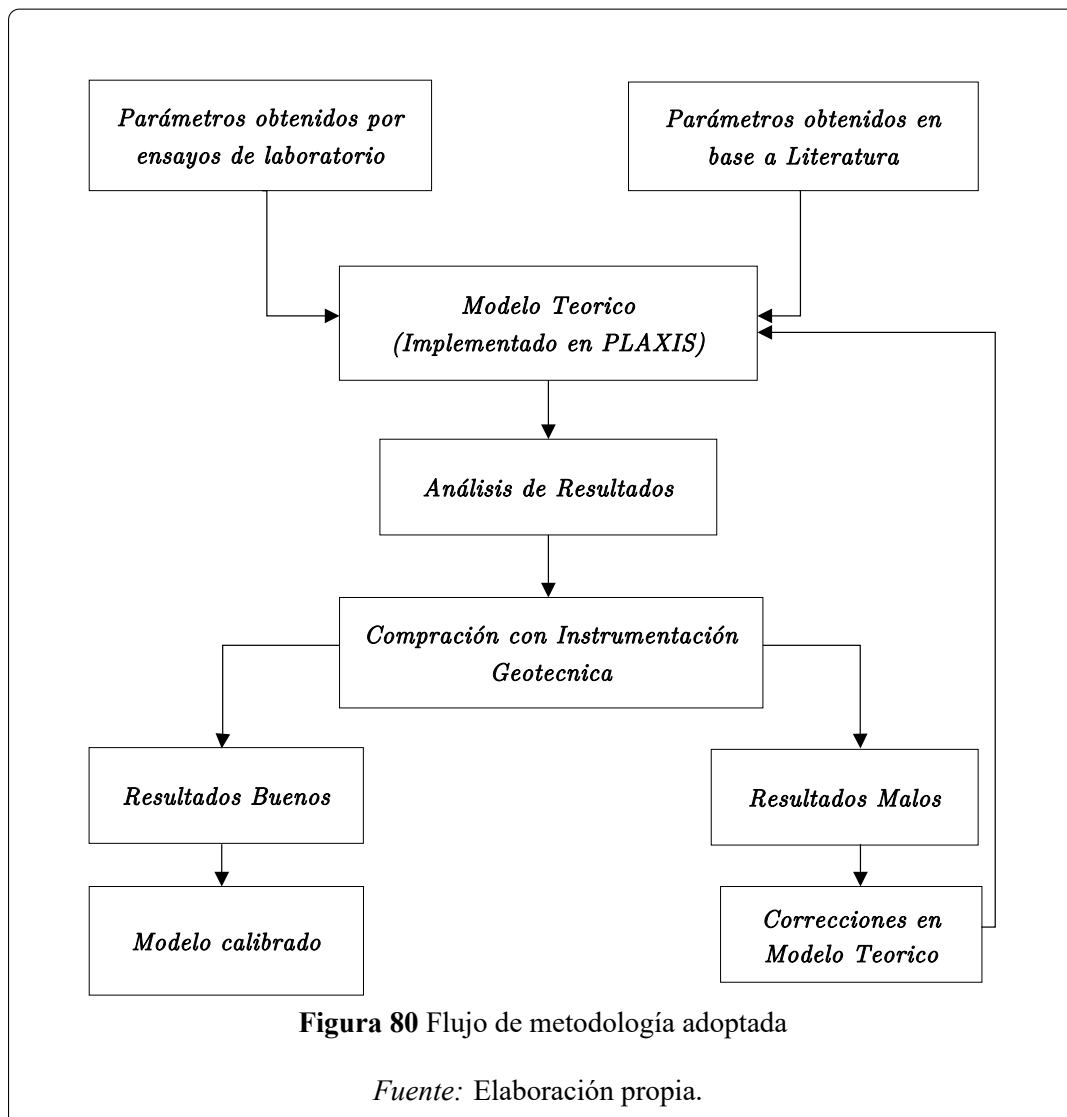 Parámetros obtenidos por
ensayos de laboratorio
Parámetros obtenidos en
base a Literatura
Modelo Teorico
(Implementado en PLAXIS)
Análisis de Resultados
Compración con Instrumentación
Geotecnica
Resultados Buenos
Resultados Malos
Modelo calibrado
Correcciones en
Modelo Teorico
Figura 80 Flujo de metodología adoptada
Fuente: Elaboración propia.